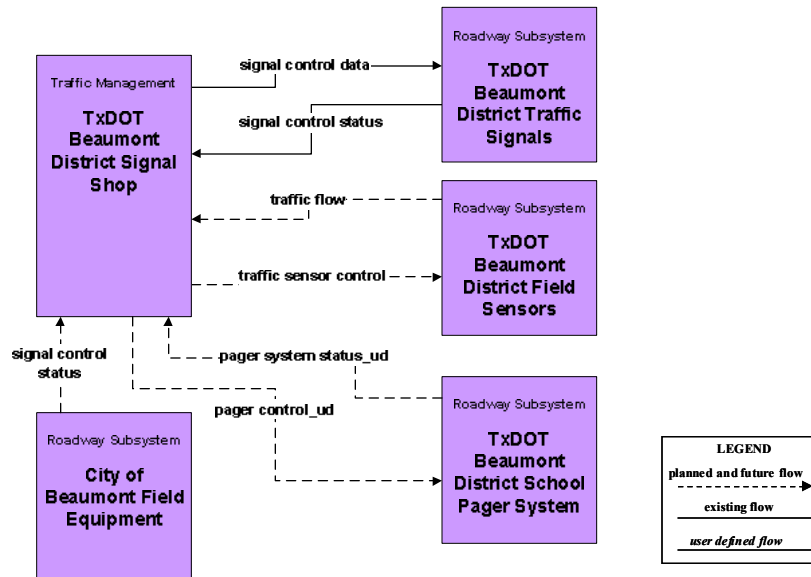 Traffic Management
TxDOT
Beaumont
District Signal
Shop
signal control data
signal control status
Roadway Subsystem
TxDOT
Beaumont
District Traffic
Signals
traffic flow
traffic sensor control
Roadway Subsystem
TxDOT
Beaumont
District Field
Sensors
signal control
status
pager system status_ud
pager control_ud
Roadway Subsystem
City of
Beaumont Field
Equipment
Roadway Subsystem
TxDOT
Beaumont
District School
Pager System
LEGEND
planned and future flow
existing flow
user defined flow